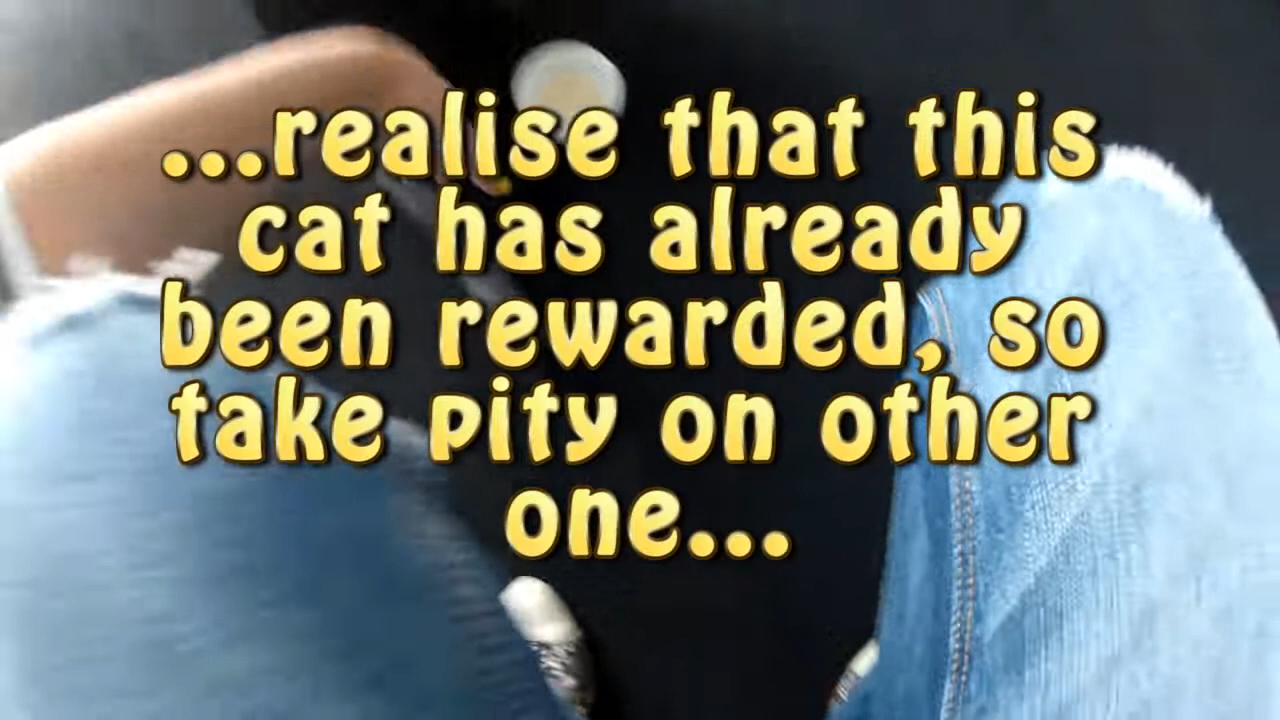 ...realise that this
cat has already
been rewarded, so
take pity on other
one...